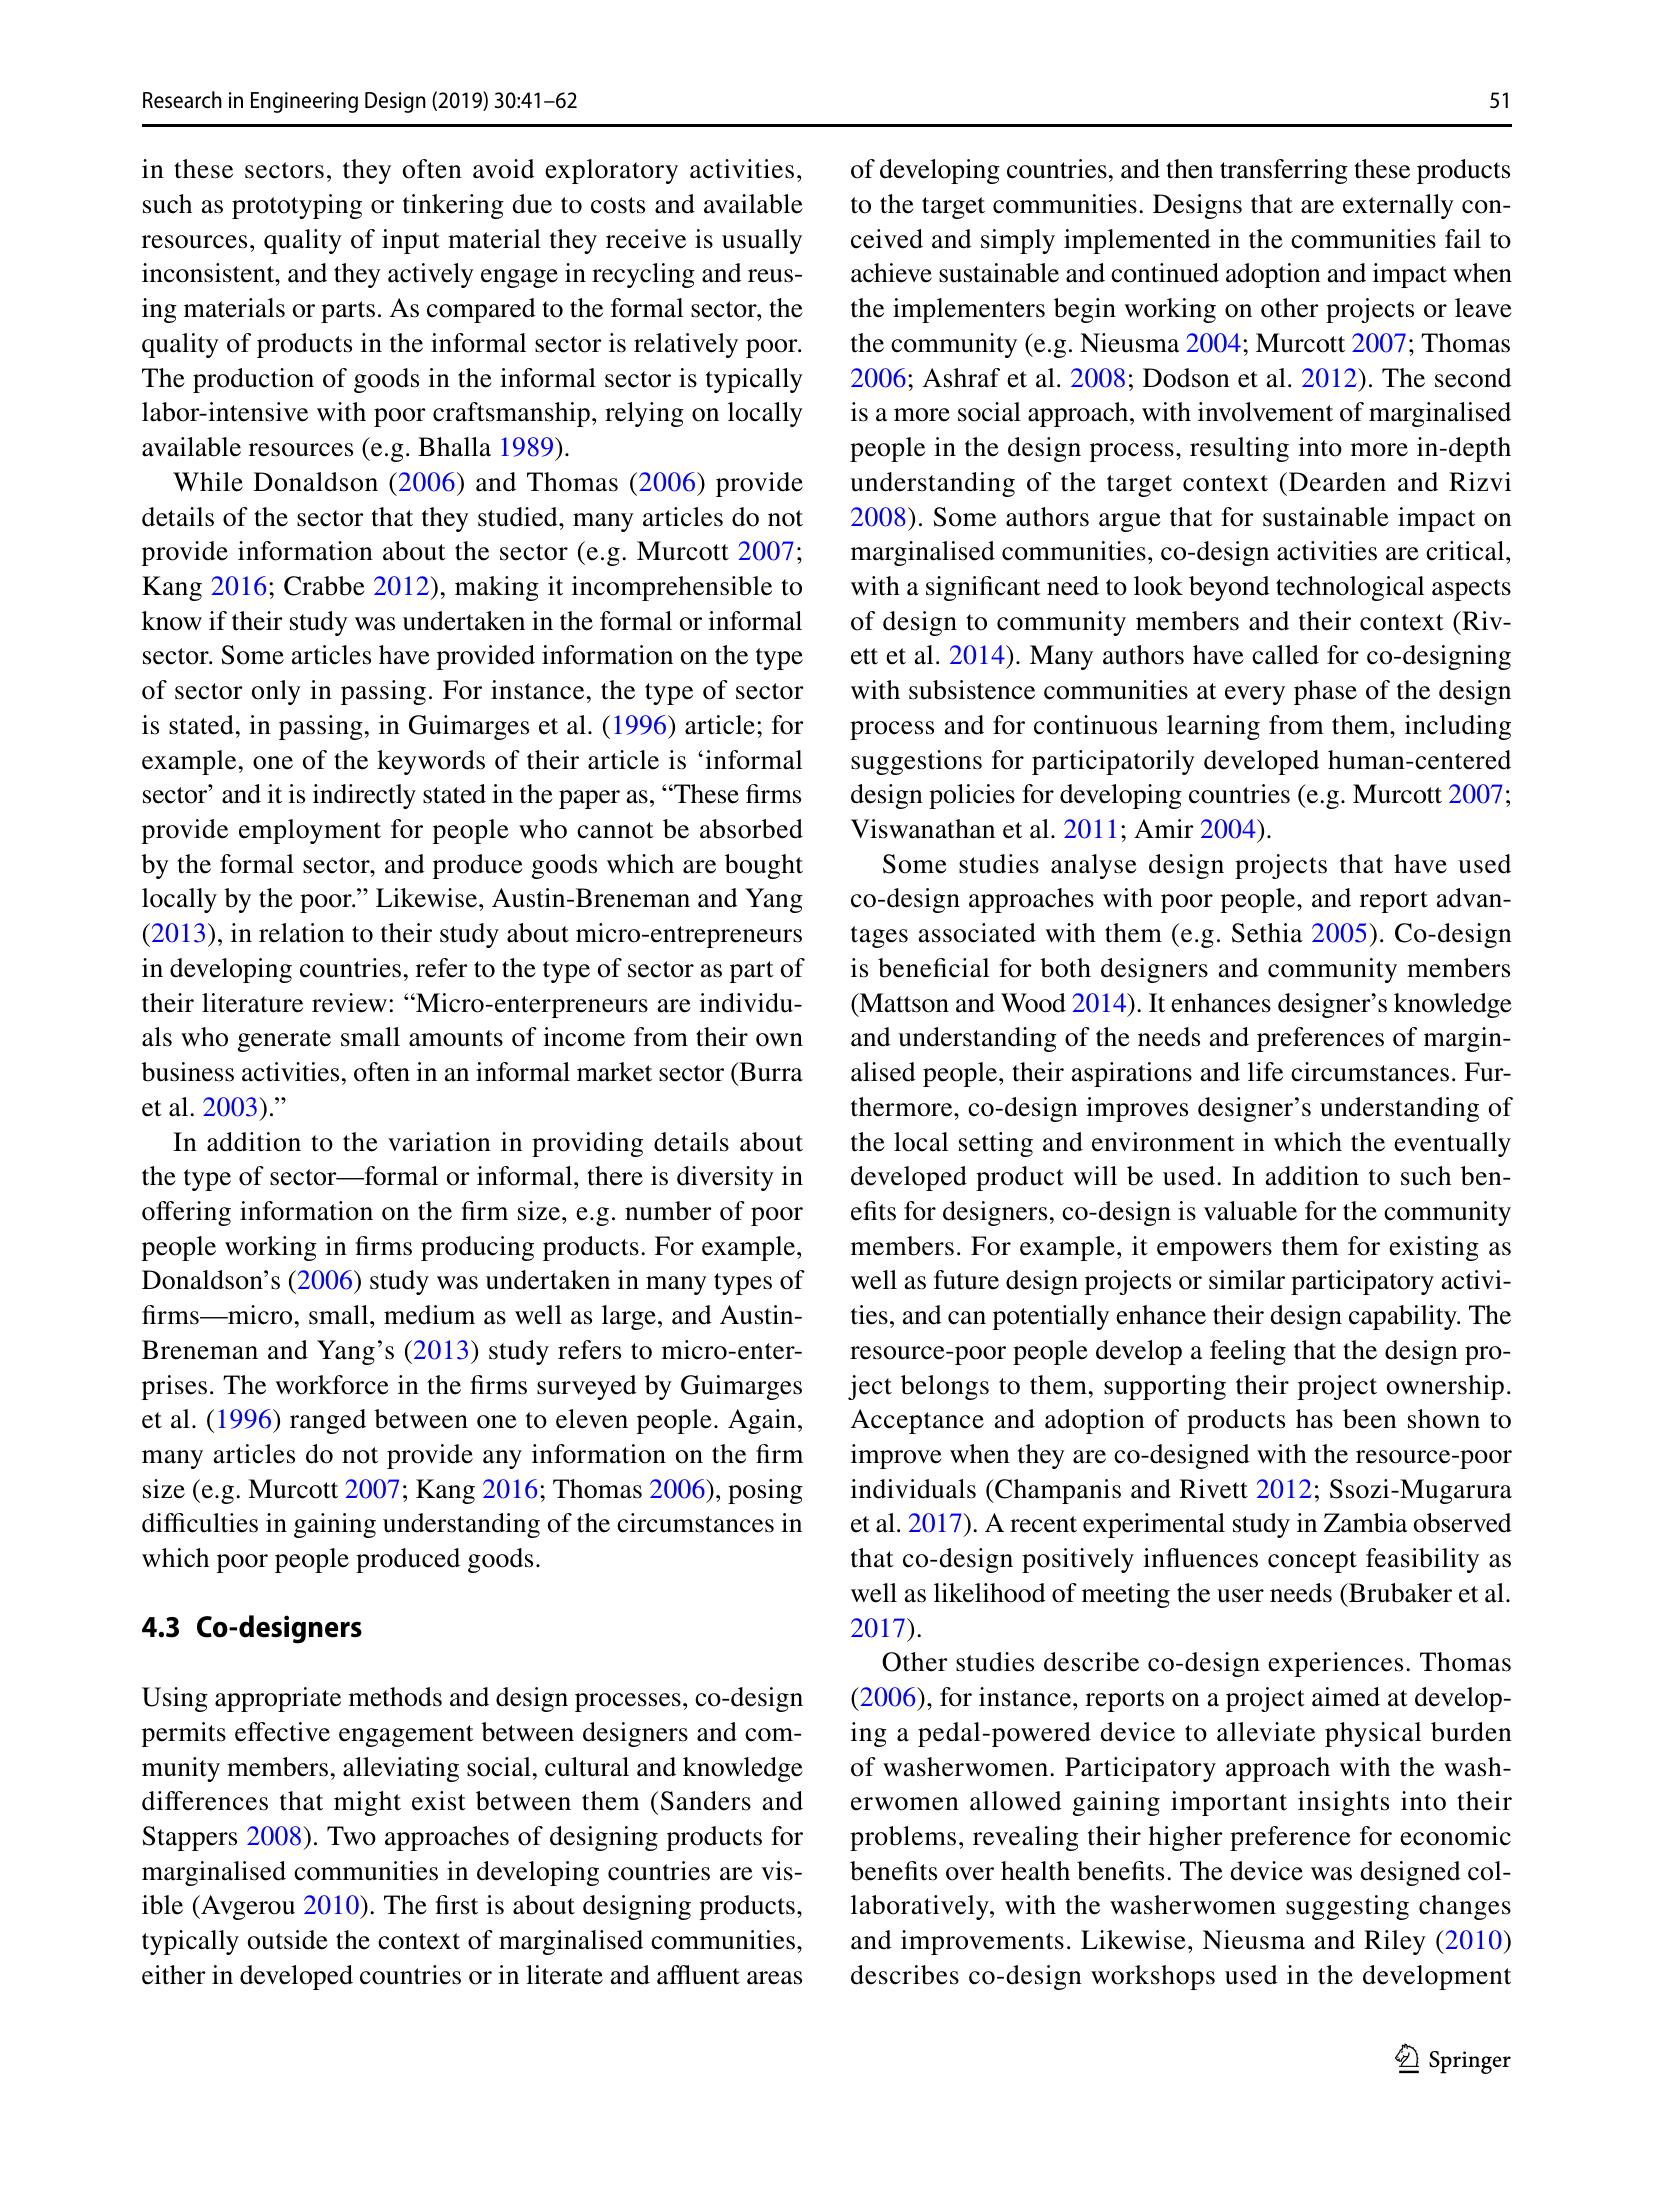 Research in Engineering Design (2019) 30:41–62
51
in these sectors, they often avoid exploratory activities,
such as prototyping or tinkering due to costs and available
resources, quality of input material they receive is usually
inconsistent, and they actively engage in recycling and reus-
ing materials or parts. As compared to the formal sector, the
quality of products in the informal sector is relatively poor.
The production of goods in the informal sector is typically
labor-intensive with poor craftsmanship, relying on locally
available resources (e.g. Bhalla 1989).
While Donaldson (2006) and Thomas (2006) provide
details of the sector that they studied, many articles do not
provide information about the sector (e.g. Murcott 2007;
Kang 2016; Crabbe 2012), making it incomprehensible to
know if their study was undertaken in the formal or informal
sector. Some articles have provided information on the type
of sector only in passing. For instance, the type of sector
is stated, in passing, in Guimarges et al. (1996) article; for
example, one of the keywords of their article is ‘informal
sector’ and it is indirectly stated in the paper as, “These firms
provide employment for people who cannot be absorbed
by the formal sector, and produce goods which are bought
locally by the poor.” Likewise, Austin-Breneman and Yang
(2013), in relation to their study about micro-entrepreneurs
in developing countries, refer to the type of sector as part of
their literature review: “Micro-enterpreneurs are individu-
als who generate small amounts of income from their own
business activities, often in an informal market sector (Burra
et al. 2003).”
In addition to the variation in providing details about
the type of sector—formal or informal, there is diversity in
offering information on the firm size, e.g. number of poor
people working in firms producing products. For example,
Donaldson’s (2006) study was undertaken in many types of
firms—micro, small, medium as well as large, and Austin-
Breneman and Yang’s (2013) study refers to micro-enter-
prises. The workforce in the firms surveyed by Guimarges
et al. (1996) ranged between one to eleven people. Again,
many articles do not provide any information on the firm
size (e.g. Murcott 2007; Kang 2016; Thomas 2006), posing
difficulties in gaining understanding of the circumstances in
which poor people produced goods.
4.3 Co-designers
Using appropriate methods and design processes, co-design
permits effective engagement between designers and com-
munity members, alleviating social, cultural and knowledge
differences that might exist between them (Sanders and
Stappers 2008). Two approaches of designing products for
marginalised communities in developing countries are vis-
ible (Avgerou 2010). The first is about designing products,
typically outside the context of marginalised communities,
either in developed countries or in literate and affluent areas
of developing countries, and then transferring these products
to the target communities. Designs that are externally con-
ceived and simply implemented in the communities fail to
achieve sustainable and continued adoption and impact when
the implementers begin working on other projects or leave
the community (e.g. Nieusma 2004; Murcott 2007; Thomas
2006; Ashraf et al. 2008; Dodson et al. 2012). The second
is a more social approach, with involvement of marginalised
people in the design process, resulting into more in-depth
understanding of the target context (Dearden and Rizvi
2008). Some authors argue that for sustainable impact on
marginalised communities, co-design activities are critical,
with a significant need to look beyond technological aspects
of design to community members and their context (Riv-
ett et al. 2014). Many authors have called for co-designing
with subsistence communities at every phase of the design
process and for continuous learning from them, including
suggestions for participatorily developed human-centered
design policies for developing countries (e.g. Murcott 2007;
Viswanathan et al. 2011; Amir 2004).
Some studies analyse design projects that have used
co-design approaches with poor people, and report advan-
tages associated with them (e.g. Sethia 2005). Co-design
is beneficial for both designers and community members
(Mattson and Wood 2014). It enhances designer’s knowledge
and understanding of the needs and preferences of margin-
alised people, their aspirations and life circumstances. Fur-
thermore, co-design improves designer’s understanding of
the local setting and environment in which the eventually
developed product will be used. In addition to such ben-
efits for designers, co-design is valuable for the community
members. For example, it empowers them for existing as
well as future design projects or similar participatory activi-
ties, and can potentially enhance their design capability. The
resource-poor people develop a feeling that the design pro-
ject belongs to them, supporting their project ownership.
Acceptance and adoption of products has been shown to
improve when they are co-designed with the resource-poor
individuals (Champanis and Rivett 2012; Ssozi-Mugarura
et al. 2017). A recent experimental study in Zambia observed
that co-design positively influences concept feasibility as
well as likelihood of meeting the user needs (Brubaker et al.
2017).
Other studies describe co-design experiences. Thomas
(2006), for instance, reports on a project aimed at develop-
ing a pedal-powered device to alleviate physical burden
of washerwomen. Participatory approach with the wash-
erwomen allowed gaining important insights into their
problems, revealing their higher preference for economic
benefits over health benefits. The device was designed col-
laboratively, with the washerwomen suggesting changes
and improvements. Likewise, Nieusma and Riley (2010)
describes co-design workshops used in the development
Springer